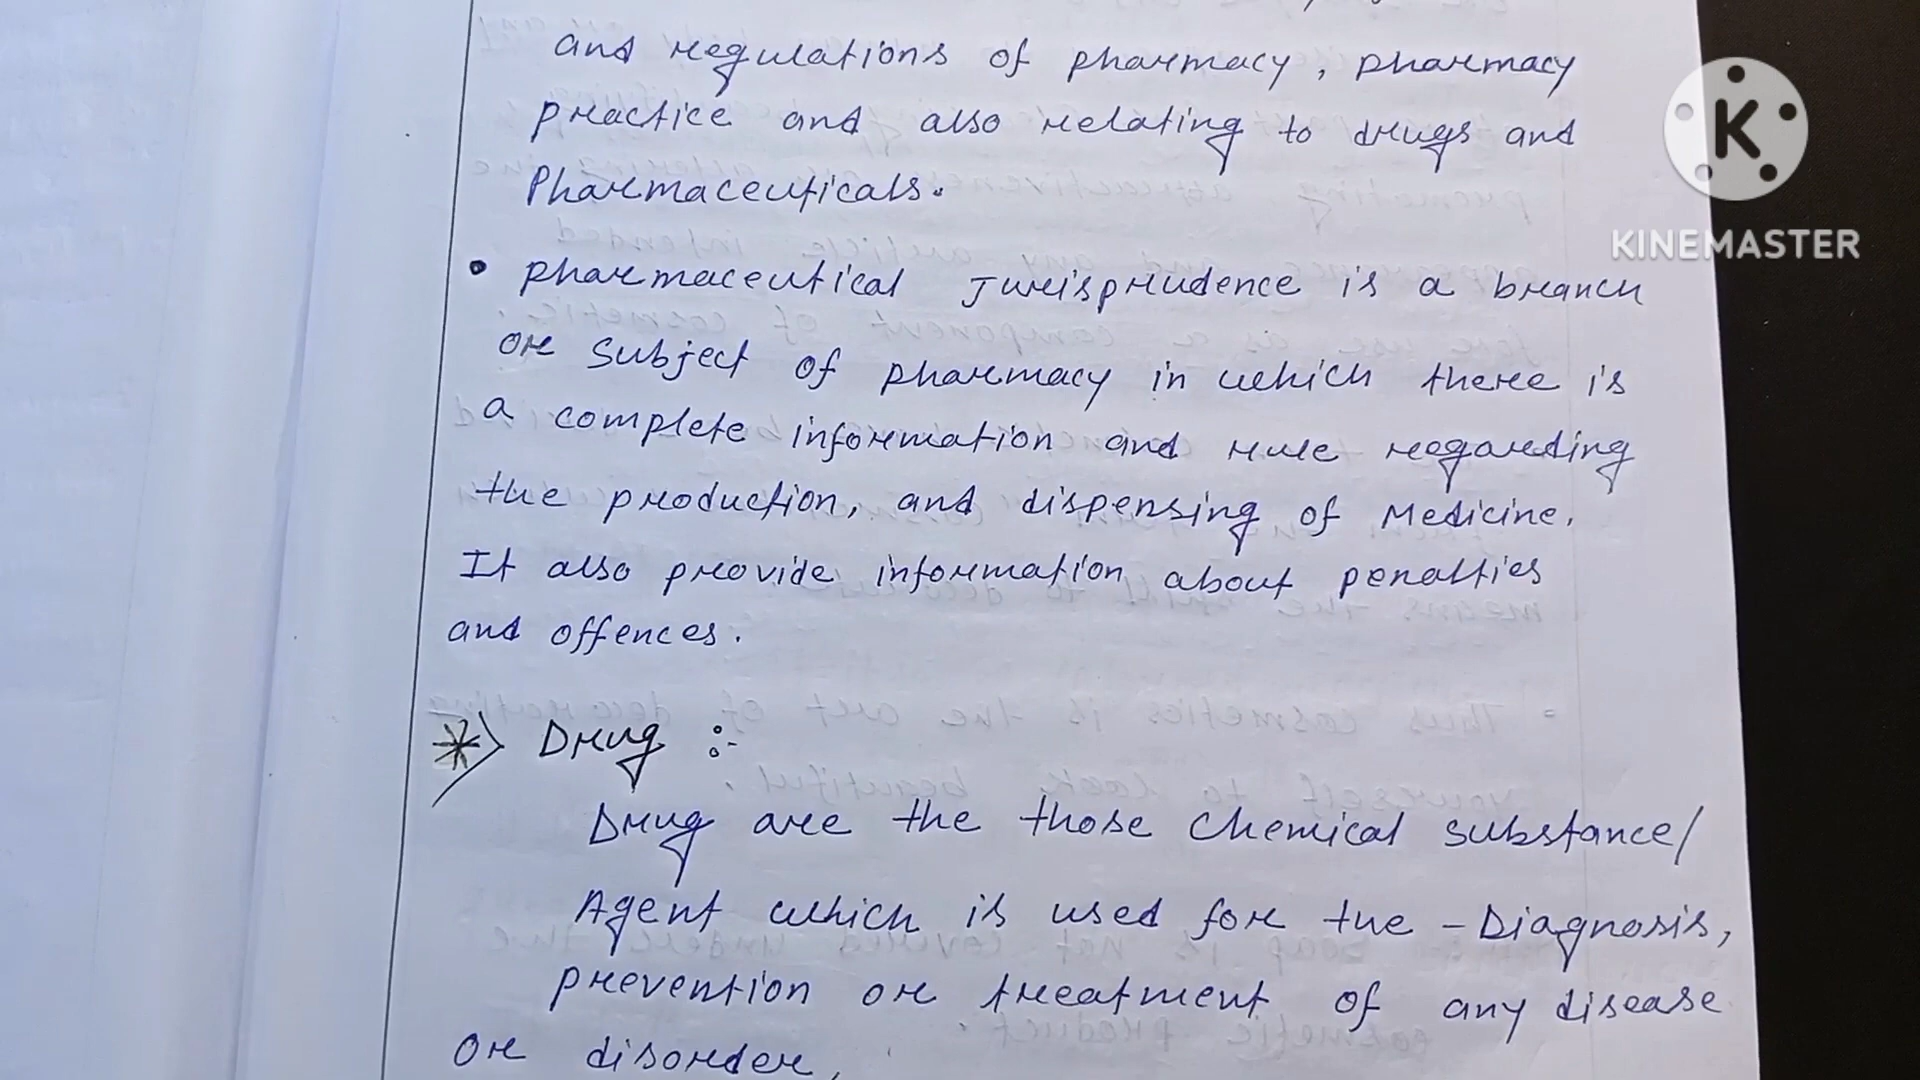 and regulations of pharmacy, pharmacy
practice and also relating to drugs and
Pharmaceuticals.
• pharmaceutical Jurisprudence is a branch
or subject of pharmacy in which there is
a complete information and rule regarding
the production, and dispensing of Medicine.
It also provide information about penalties
and offences.
*> Drug :-
Drug are the those chemical substance/
Agent which is used for the - Diagnosis,
prevention or treatment of any disease
or disorder,
K
KINEMASTER